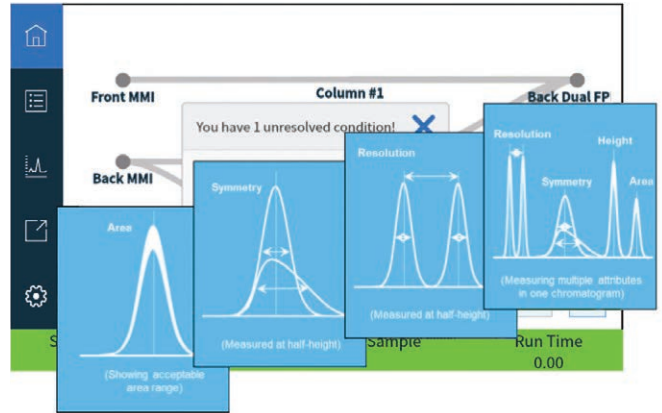 Front MMI
Column #1
Back Dual FP
You have 1 unresolved condition!
Back MMI
Area
(Showing acceptable
area range)
Symmetry
(Measured at half-height)
Resolution
(Measured at half-height)
Resolution
Height
Symmetry
Area
(Measuring multiple attributes
in one chromatogram)
S
Sample
Run Time
0.00